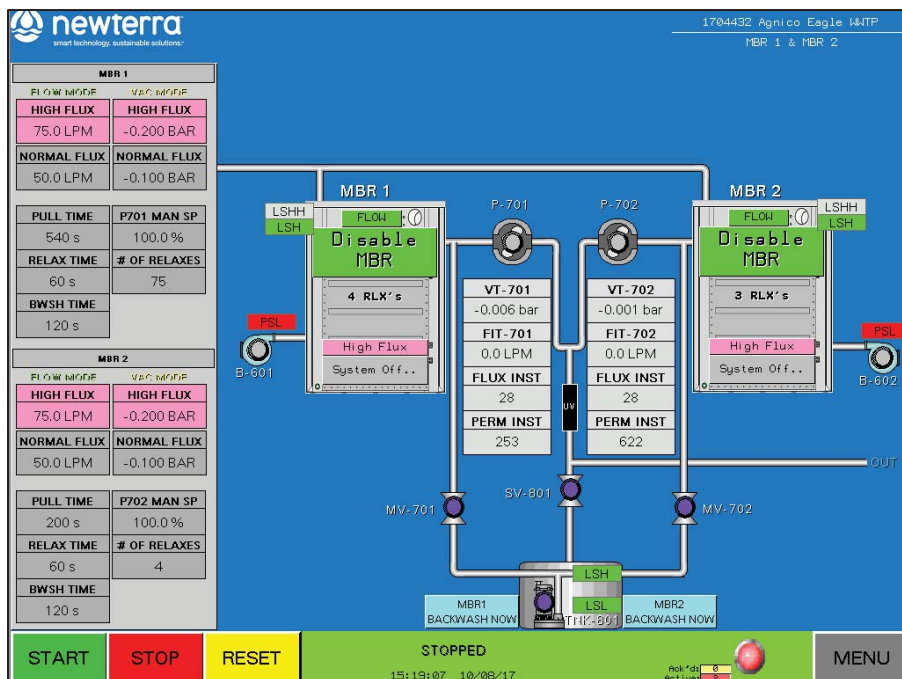 newterra
smart technology. sustainable solutions.
1704432 Agnico Eagle WWTP
MBR 1 & MBR 2
MBR 1
FLOW MODE VAC MODE
HIGH FLUX HIGH FLUX
75.0 LPM -0.200 BAR
NORMAL FLUX NORMAL FLUX
50.0 LPM -0.100 BAR
PULL TIME P701 MAN SP
540 s 100.0 %
RELAX TIME # OF RELAXES
60 s 75
BWSH TIME
120 s
MBR 2
FLOW MODE VAC MODE
HIGH FLUX HIGH FLUX
75.0 LPM -0.200 BAR
NORMAL FLUX NORMAL FLUX
50.0 LPM -0.100 BAR
PULL TIME P702 MAN SP
200 s 100.0 %
RELAX TIME # OF RELAXES
60 s 4
BWSH TIME
120 s
MBR 1
LSHH
LSH
FLOW
Disable
MBR
4 RLX's
High Flux
System Off..
PSL
B-601
P-701
P-702
VT-701
-0.006 bar
FIT-701
0.0 LPM
FLUX INST
28
PERM INST
253
UV
VT-702
-0.001 bar
FIT-702
0.0 LPM
FLUX INST
28
PERM INST
622
MBR 2
LSHH
LSH
FLOW
Disable
MBR
3 RLX's
High Flux
System Off..
PSL
B-602
OUT
MV-701
SV-801
MV-702
LSH
LSL
TNK-801
MBR1
BACKWASH NOW
MBR2
BACKWASH NOW
START
STOP
RESET
STOPPED
15:19:07 10/08/17
Ack'd: 0
Active: 2
MENU